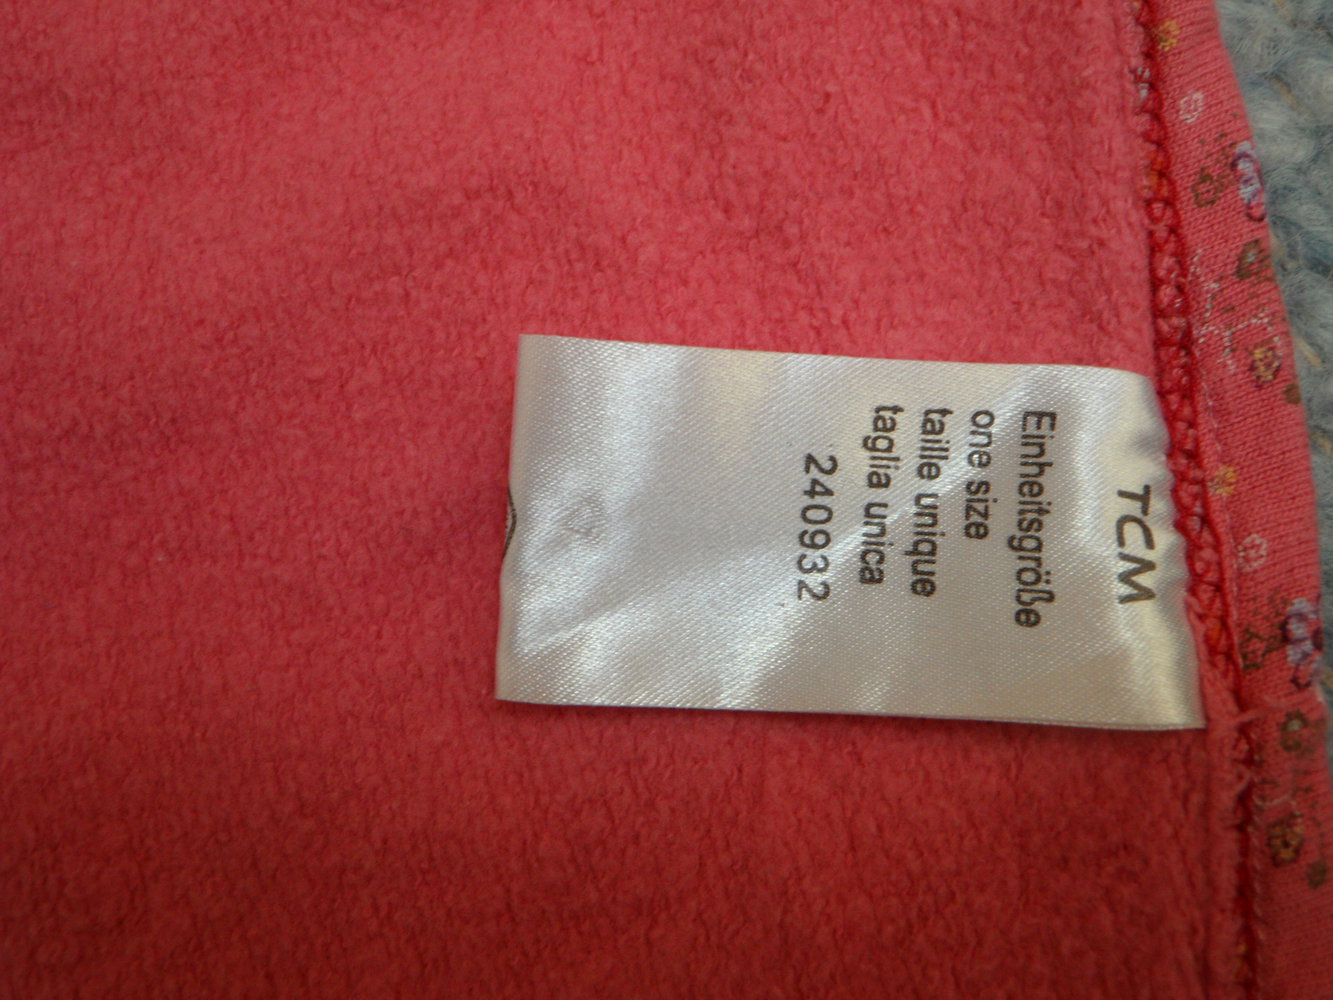 TCM
Einheitsgröße
one size
taille unique
taglia unica
240932